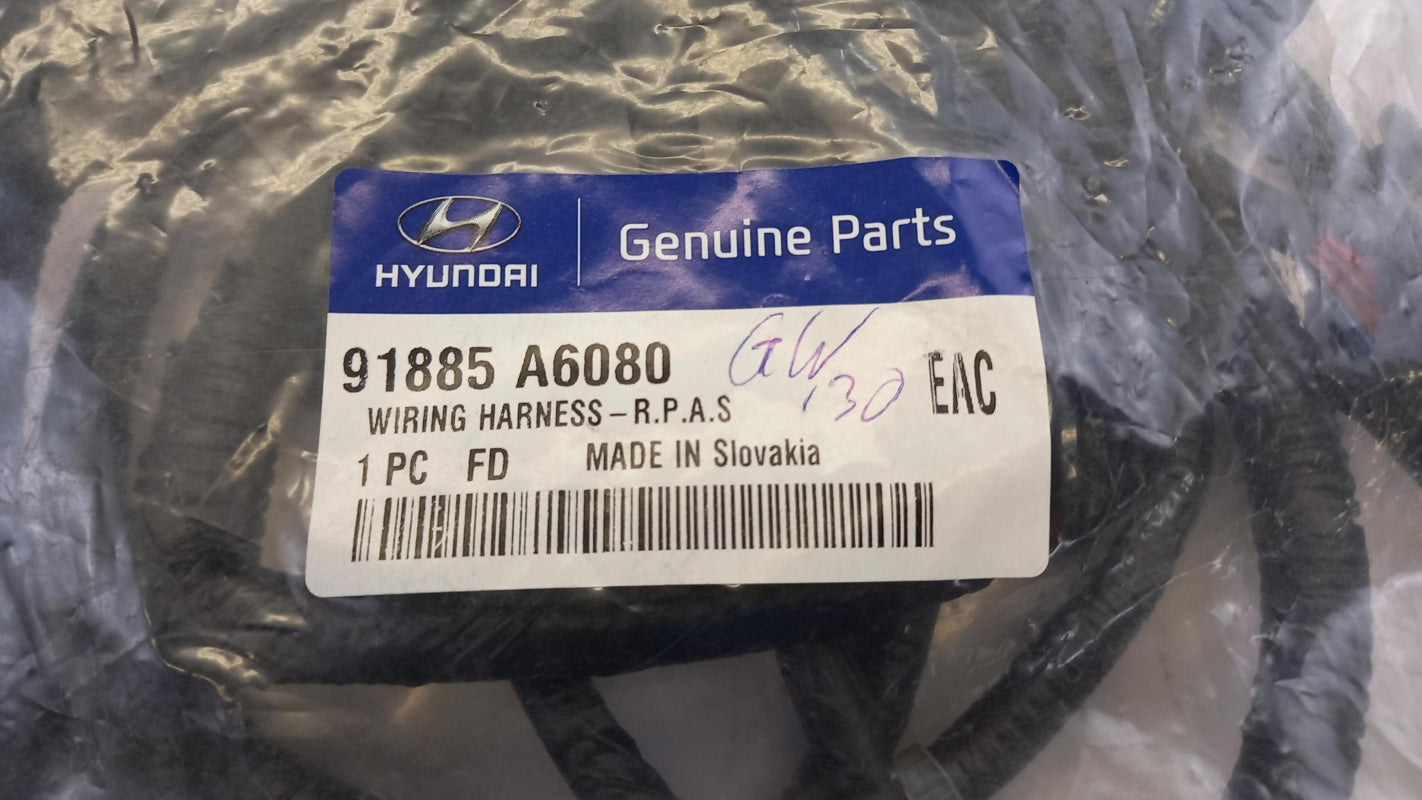 HYUNDAI
Genuine Parts
91885 A6080
GW 130
EAC
WIRING HARNESS-R.P.A.S
1 PC FD MADE IN Slovakia